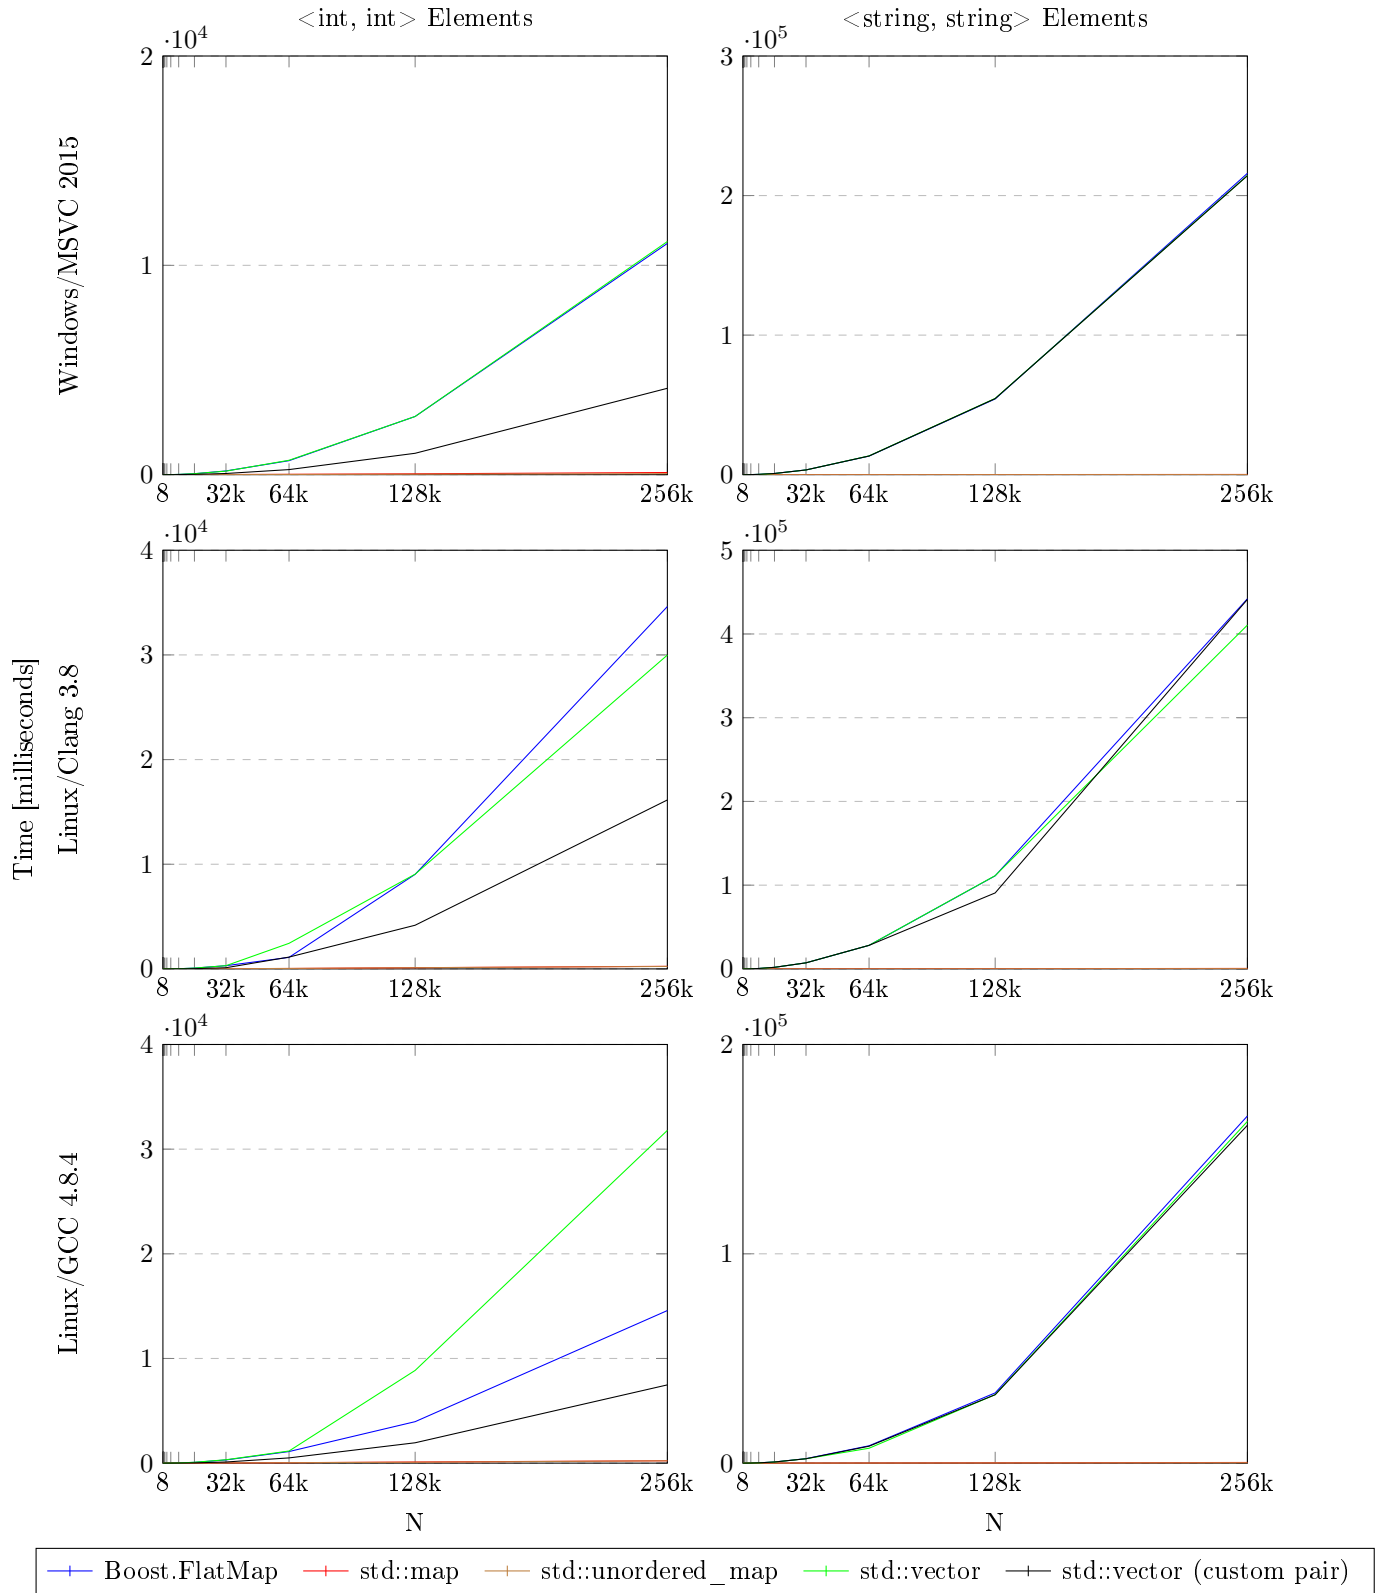 <int, int> Elements
<string, string> Elements
Time [milliseconds]
Windows/MSVC 2015
·10^4
2
1
0
8 32k 64k 128k 256k
·10^5
3
2
1
0
8 32k 64k 128k 256k
Linux/Clang 3.8
·10^4
4
3
2
1
0
8 32k 64k 128k 256k
·10^5
5
4
3
2
1
0
8 32k 64k 128k 256k
Linux/GCC 4.8.4
·10^4
4
3
2
1
0
8 32k 64k 128k 256k
N
·10^5
2
1
0
8 32k 64k 128k 256k
N
Boost.FlatMap std::map std::unordered_map std::vector std::vector (custom pair)